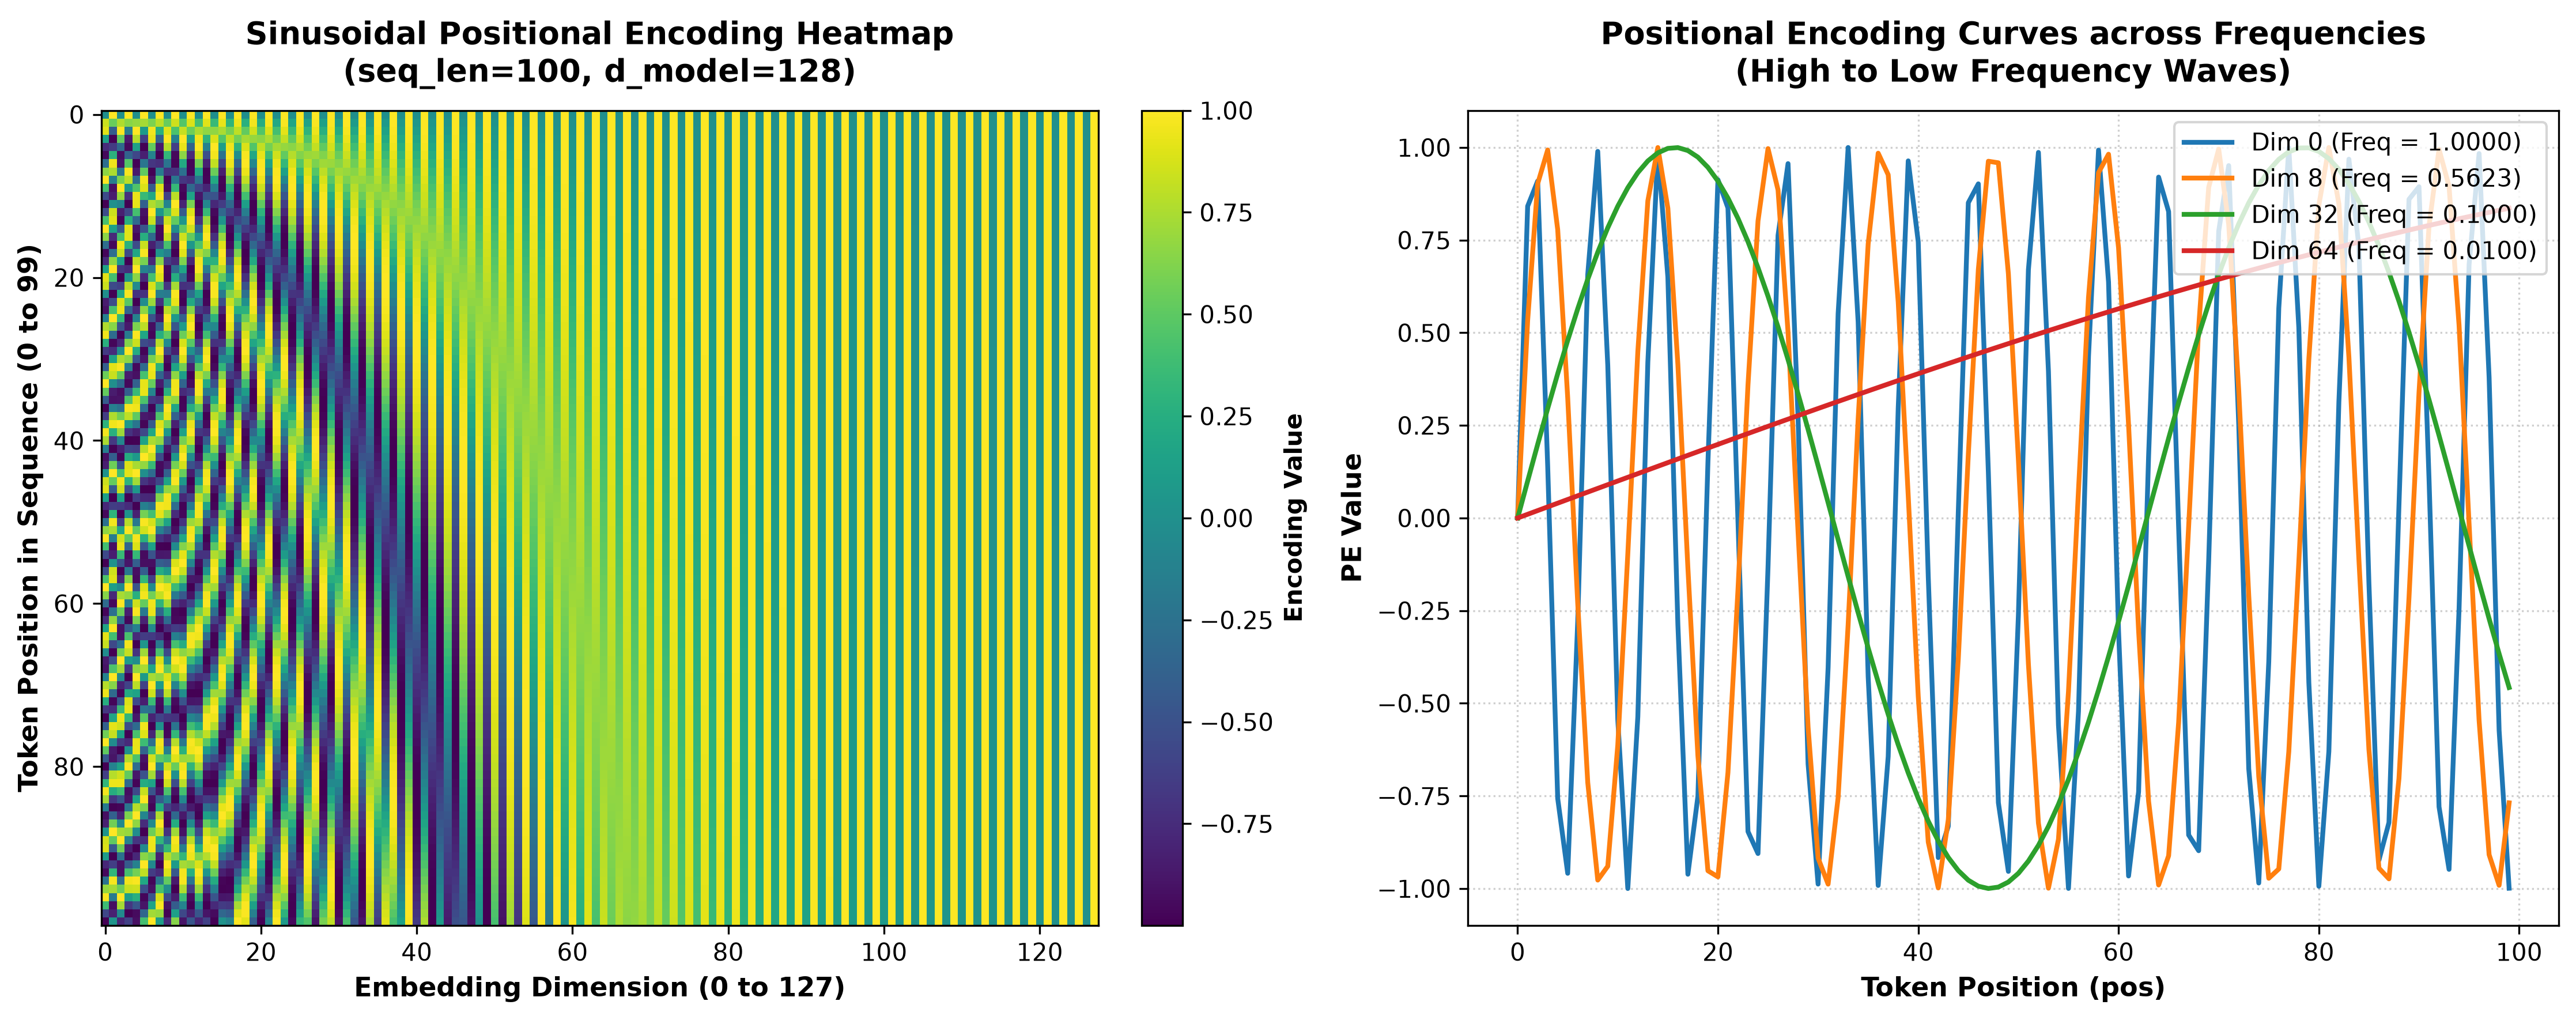 Sinusoidal Positional Encoding Heatmap
(seq_len=100, d_model=128)
Token Position in Sequence (0 to 99)
0
20
40
60
80
0
20
40
60
80
100
120
Embedding Dimension (0 to 127)
1.00
0.75
0.50
0.25
0.00
−0.25
−0.50
−0.75
Encoding Value
Positional Encoding Curves across Frequencies
(High to Low Frequency Waves)
PE Value
1.00
0.75
0.50
0.25
0.00
−0.25
−0.50
−0.75
−1.00
Dim 0 (Freq = 1.0000)
Dim 8 (Freq = 0.5623)
Dim 32 (Freq = 0.1000)
Dim 64 (Freq = 0.0100)
0
20
40
60
80
100
Token Position (pos)